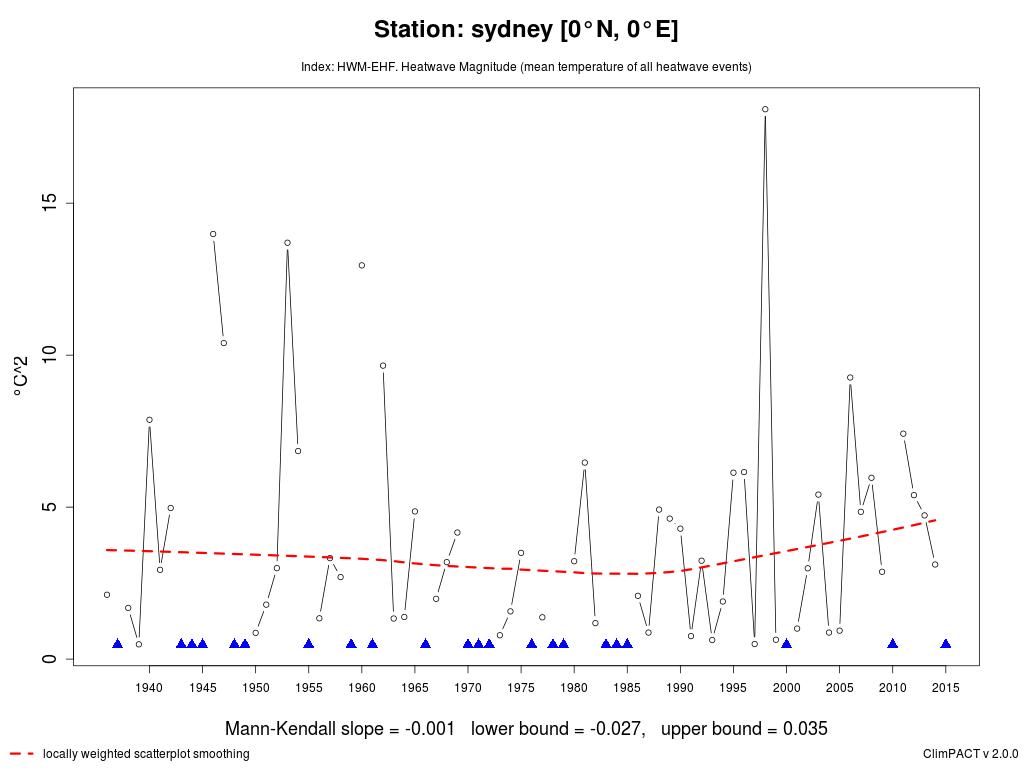 Station: sydney [0°N, 0°E]
Index: HWM-EHF. Heatwave Magnitude (mean temperature of all heatwave events)
°C^2
15
10
5
0
1940 1945 1950 1955 1960 1965 1970 1975 1980 1985 1990 1995 2000 2005 2010 2015
Mann-Kendall slope = -0.001 lower bound = -0.027, upper bound = 0.035
locally weighted scatterplot smoothing
ClimPACT v 2.0.0